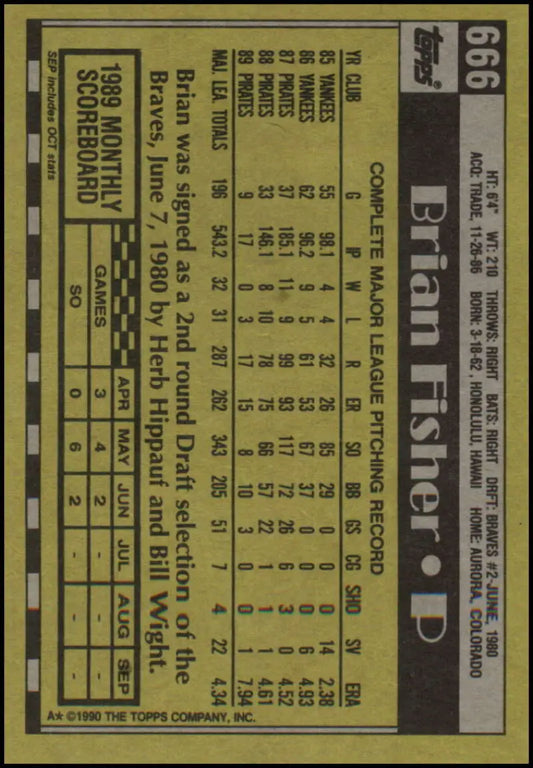 666
HT: 6'4" WT: 210 THROWS: RIGHT BATS: RIGHT DRFT: BRAVES #2-JUNE, 1980
ACQ: TRADE, 11-26-86 BORN: 3-18-62, HONOLULU, HAWAII HOME: AURORA, COLORADO
topps®
Brian Fisher • P
COMPLETE MAJOR LEAGUE PITCHING RECORD
YR CLUB G IP W L R ER SO BB GS CG SHO SV ERA
85 YANKEES 55 98.1 4 4 32 26 85 29 0 0 0 14 2.38
86 YANKEES 62 96.2 9 5 61 53 67 37 0 0 0 6 4.93
87 PIRATES 37 185.1 11 9 99 93 117 72 26 6 3 0 4.52
88 PIRATES 33 146.1 8 10 78 75 66 57 22 1 1 1 4.61
89 PIRATES 9 17 0 3 17 15 8 10 3 0 0 1 7.94
MAJ. LEA. TOTALS 196 543.2 32 31 287 262 343 205 51 7 4 22 4.34
Brian was signed as a 2nd round Draft selection of the
Braves, June 7, 1980 by Herb Hippauf and Bill Wight.
1989 MONTHLY
SCOREBOARD
APR MAY JUN JUL AUG SEP
GAMES 3 4 2 - - -
SO 0 6 2 - - -
SEP includes OCT stats
A★ ©1990 THE TOPPS COMPANY, INC.